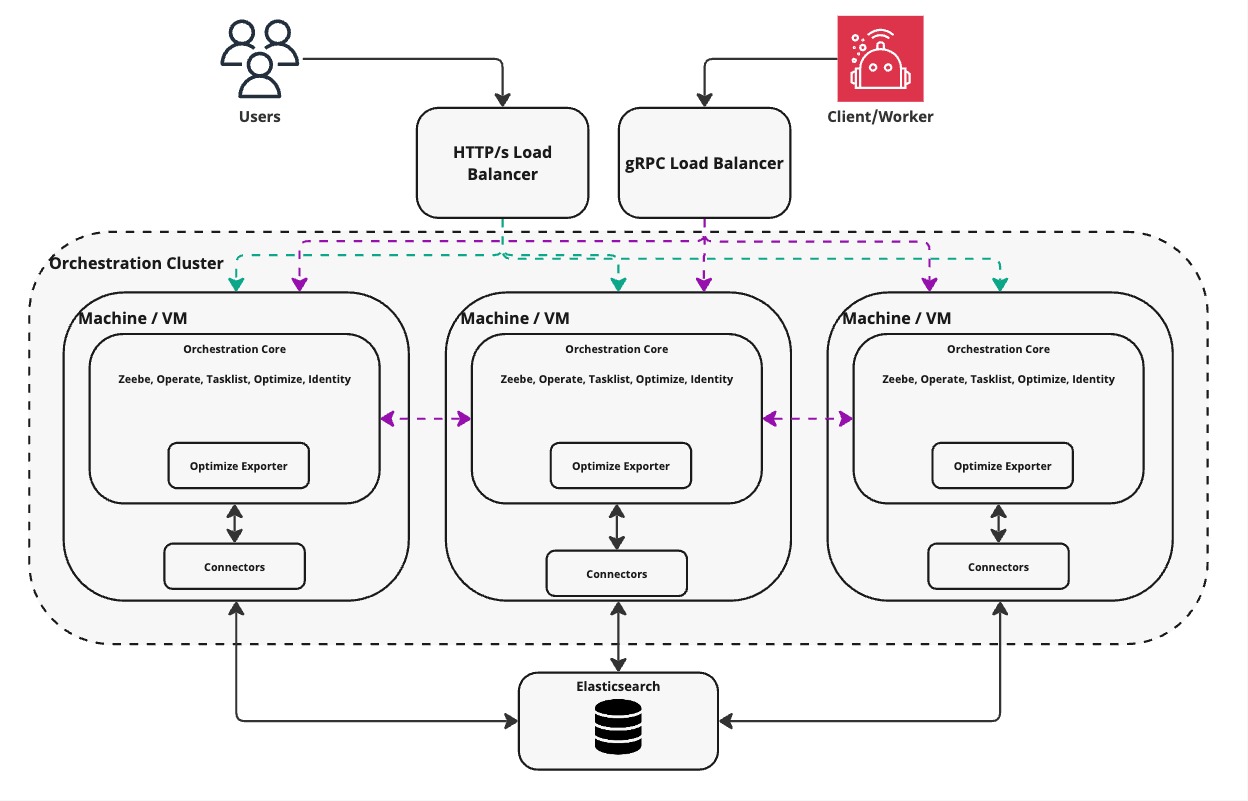 Users
Client/Worker
HTTP/s Load
Balancer
gRPC Load Balancer
Orchestration Cluster
Machine / VM
Orchestration Core
Zeebe, Operate, Tasklist, Optimize, Identity
Optimize Exporter
Connectors
Machine / VM
Orchestration Core
Zeebe, Operate, Tasklist, Optimize, Identity
Optimize Exporter
Connectors
Machine / VM
Orchestration Core
Zeebe, Operate, Tasklist, Optimize, Identity
Optimize Exporter
Connectors
Elasticsearch